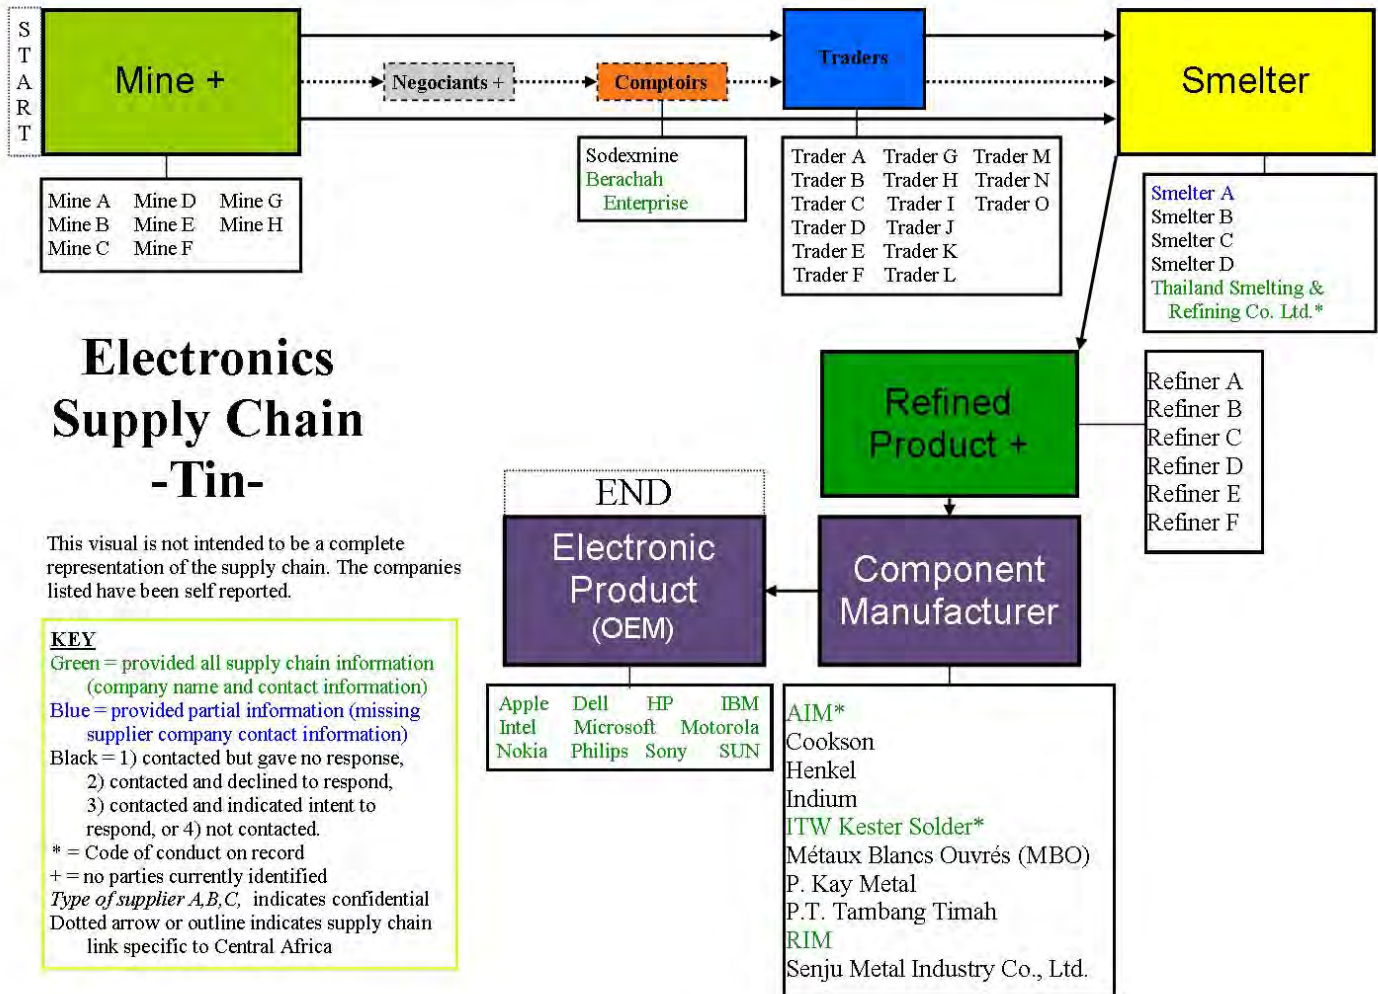 START
Mine +
Negociants +
Comptoirs
Traders
Smelter
Mine A Mine D Mine G
Mine B Mine E Mine H
Mine C Mine F
Sodexmine
Berachah
Enterprise
Trader A Trader G Trader M
Trader B Trader H Trader N
Trader C Trader I Trader O
Trader D Trader J
Trader E Trader K
Trader F Trader L
Smelter A
Smelter B
Smelter C
Smelter D
Thailand Smelting &
Refining Co. Ltd.*
Electronics
Supply Chain
-Tin-
Refined
Product +
Refiner A
Refiner B
Refiner C
Refiner D
Refiner E
Refiner F
This visual is not intended to be a complete
representation of the supply chain. The companies
listed have been self reported.
END
Electronic
Product
(OEM)
Component
Manufacturer
KEY
Green = provided all supply chain information
(company name and contact information)
Blue = provided partial information (missing
supplier company contact information)
Black = 1) contacted but gave no response,
2) contacted and declined to respond,
3) contacted and indicated intent to
respond, or 4) not contacted.
* = Code of conduct on record
+ = no parties currently identified
Type of supplier A,B,C, indicates confidential
Dotted arrow or outline indicates supply chain
link specific to Central Africa
Apple Dell HP IBM
Intel Microsoft Motorola
Nokia Philips Sony SUN
AIM*
Cookson
Henkel
Indium
ITW Kester Solder*
Métaux Blancs Ouvrés (MBO)
P. Kay Metal
P.T. Tambang Timah
RIM
Senju Metal Industry Co., Ltd.